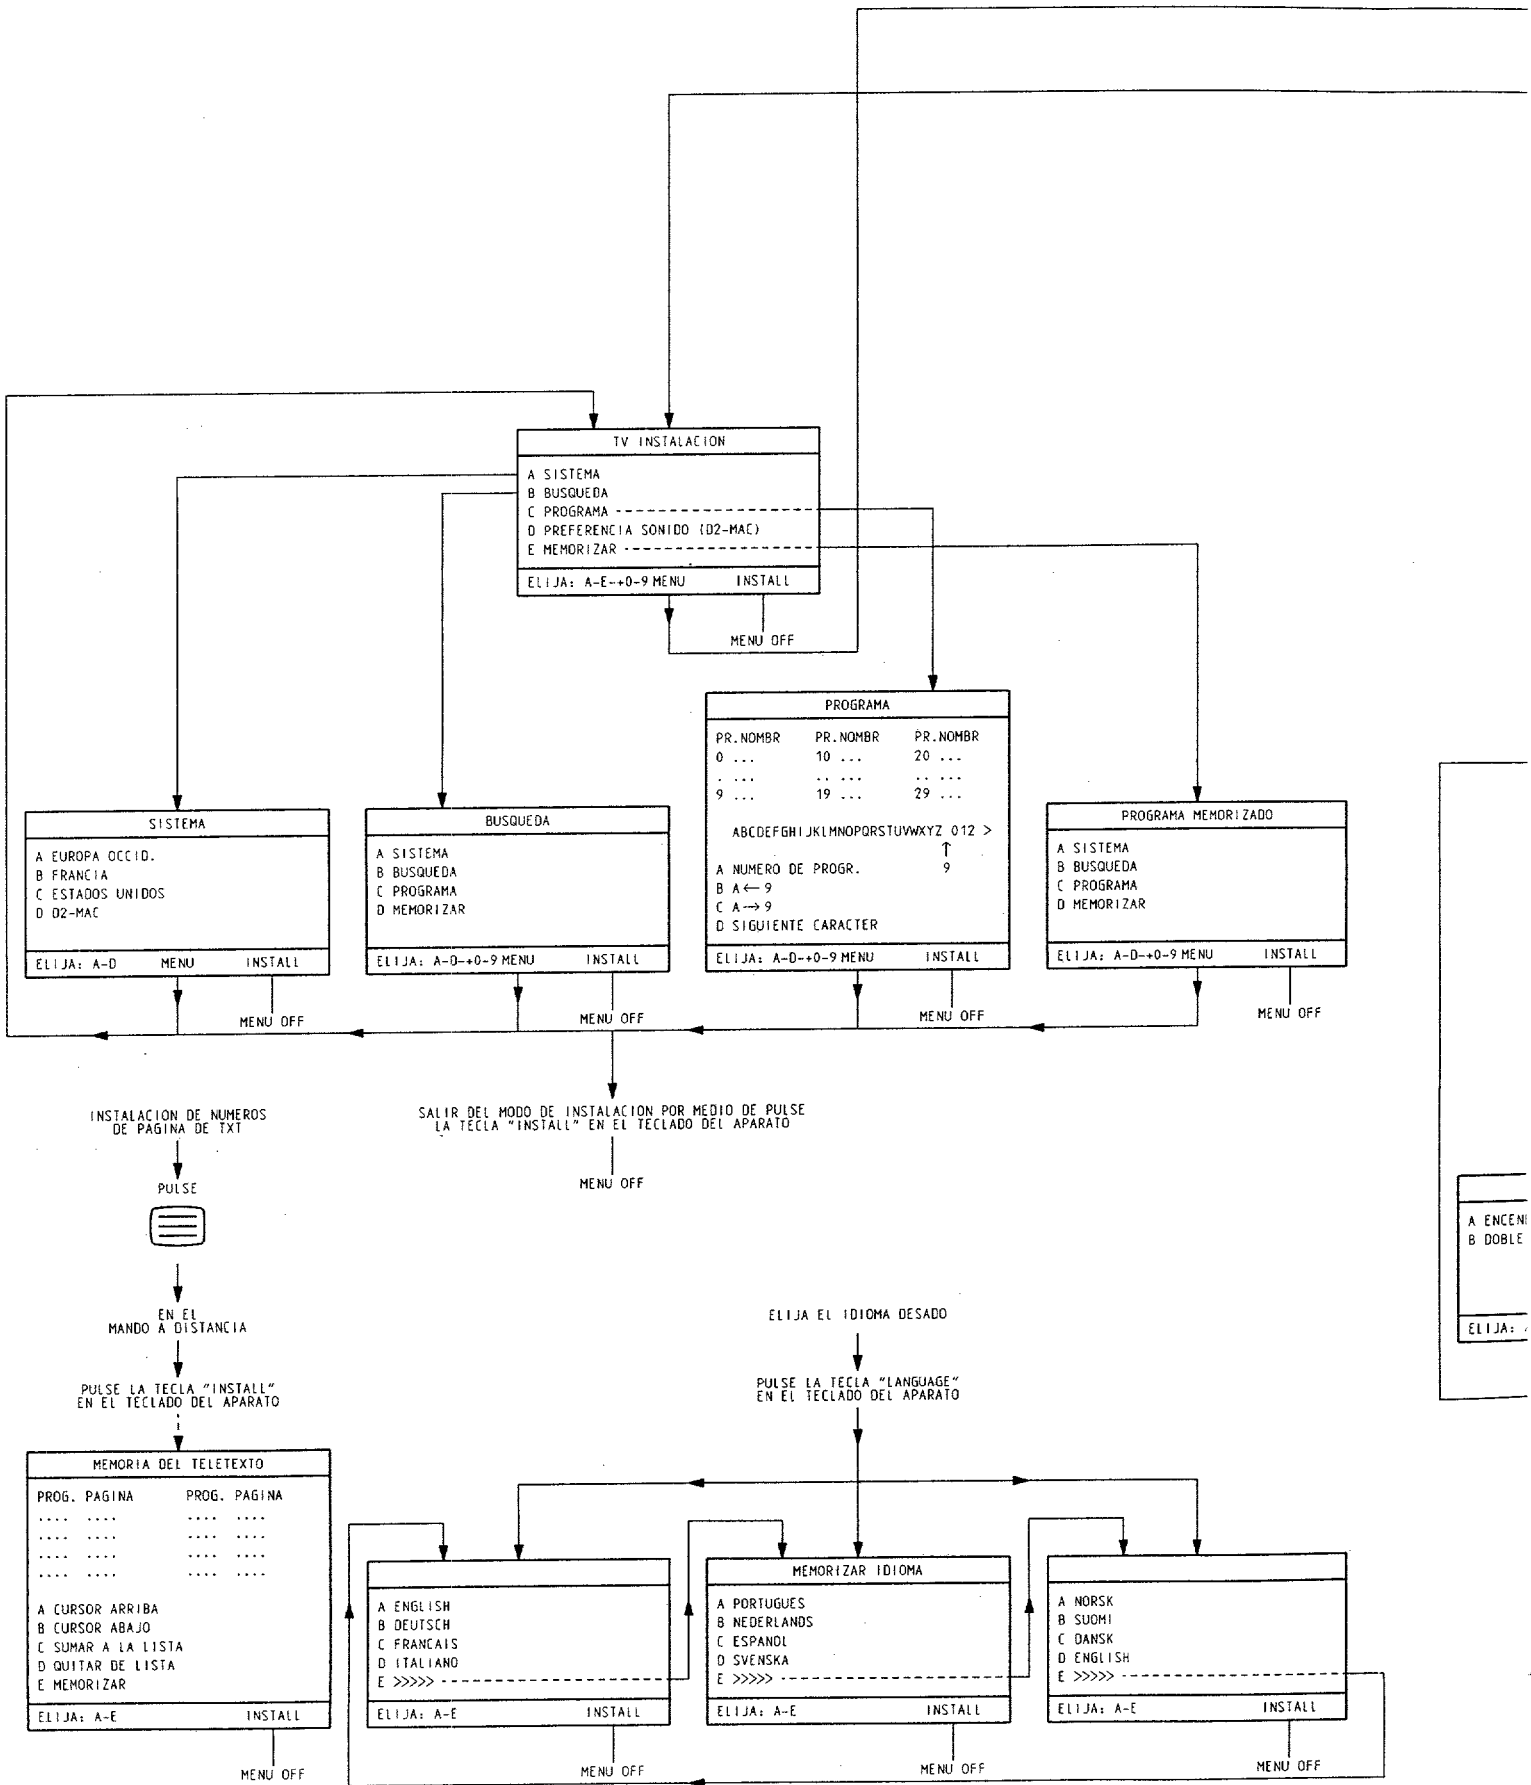 TV INSTALACION
A SISTEMA
B BUSQUEDA
C PROGRAMA
D PREFERENCIA SONIDO (D2-MAC)
E MEMORIZAR
ELIJA: A-E-+0-9 MENU INSTALL
MENU OFF
SISTEMA
A EUROPA OCCID.
B FRANCIA
C ESTADOS UNIDOS
D D2-MAC
ELIJA: A-D MENU INSTALL
MENU OFF
BUSQUEDA
A SISTEMA
B BUSQUEDA
C PROGRAMA
D MEMORIZAR
ELIJA: A-D-+0-9 MENU INSTALL
MENU OFF
PROGRAMA
PR.NOMBR PR.NOMBR PR.NOMBR
0 ... 10 ... 20 ...
. ... .. ... .. ...
9 ... 19 ... 29 ...
ABCDEFGHIJKLMNOPQRSTUVWXYZ 012 >
↑
A NUMERO DE PROGR. 9
B A ← 9
C A → 9
D SIGUIENTE CARACTER
ELIJA: A-D-+0-9 MENU INSTALL
MENU OFF
PROGRAMA MEMORIZADO
A SISTEMA
B BUSQUEDA
C PROGRAMA
D MEMORIZAR
ELIJA: A-D-+0-9 MENU INSTALL
MENU OFF
INSTALACION DE NUMEROS
DE PAGINA DE TXT
PULSE
EN EL
MANDO A DISTANCIA
PULSE LA TECLA "INSTALL"
EN EL TECLADO DEL APARATO
SALIR DEL MODO DE INSTALACION POR MEDIO DE PULSE
LA TECLA "INSTALL" EN EL TECLADO DEL APARATO
MENU OFF
A ENCEN
B DOBLE
ELIJA:
ELIJA EL IDIOMA DESADO
PULSE LA TECLA "LANGUAGE"
EN EL TECLADO DEL APARATO
MEMORIA DEL TELETEXTO
PROG. PAGINA PROG. PAGINA
.... .... .... ....
.... .... .... ....
.... .... .... ....
.... .... .... ....
A CURSOR ARRIBA
B CURSOR ABAJO
C SUMAR A LA LISTA
D QUITAR DE LISTA
E MEMORIZAR
ELIJA: A-E INSTALL
MENU OFF
A ENGLISH
B DEUTSCH
C FRANCAIS
D ITALIANO
E >>>>>
ELIJA: A-E INSTALL
MENU OFF
MEMORIZAR IDIOMA
A PORTUGUES
B NEDERLANDS
C ESPANOL
D SVENSKA
E >>>>>
ELIJA: A-E INSTALL
MENU OFF
A NORSK
B SUOMI
C DANSK
D ENGLISH
E >>>>>
ELIJA: A-E INSTALL
MENU OFF